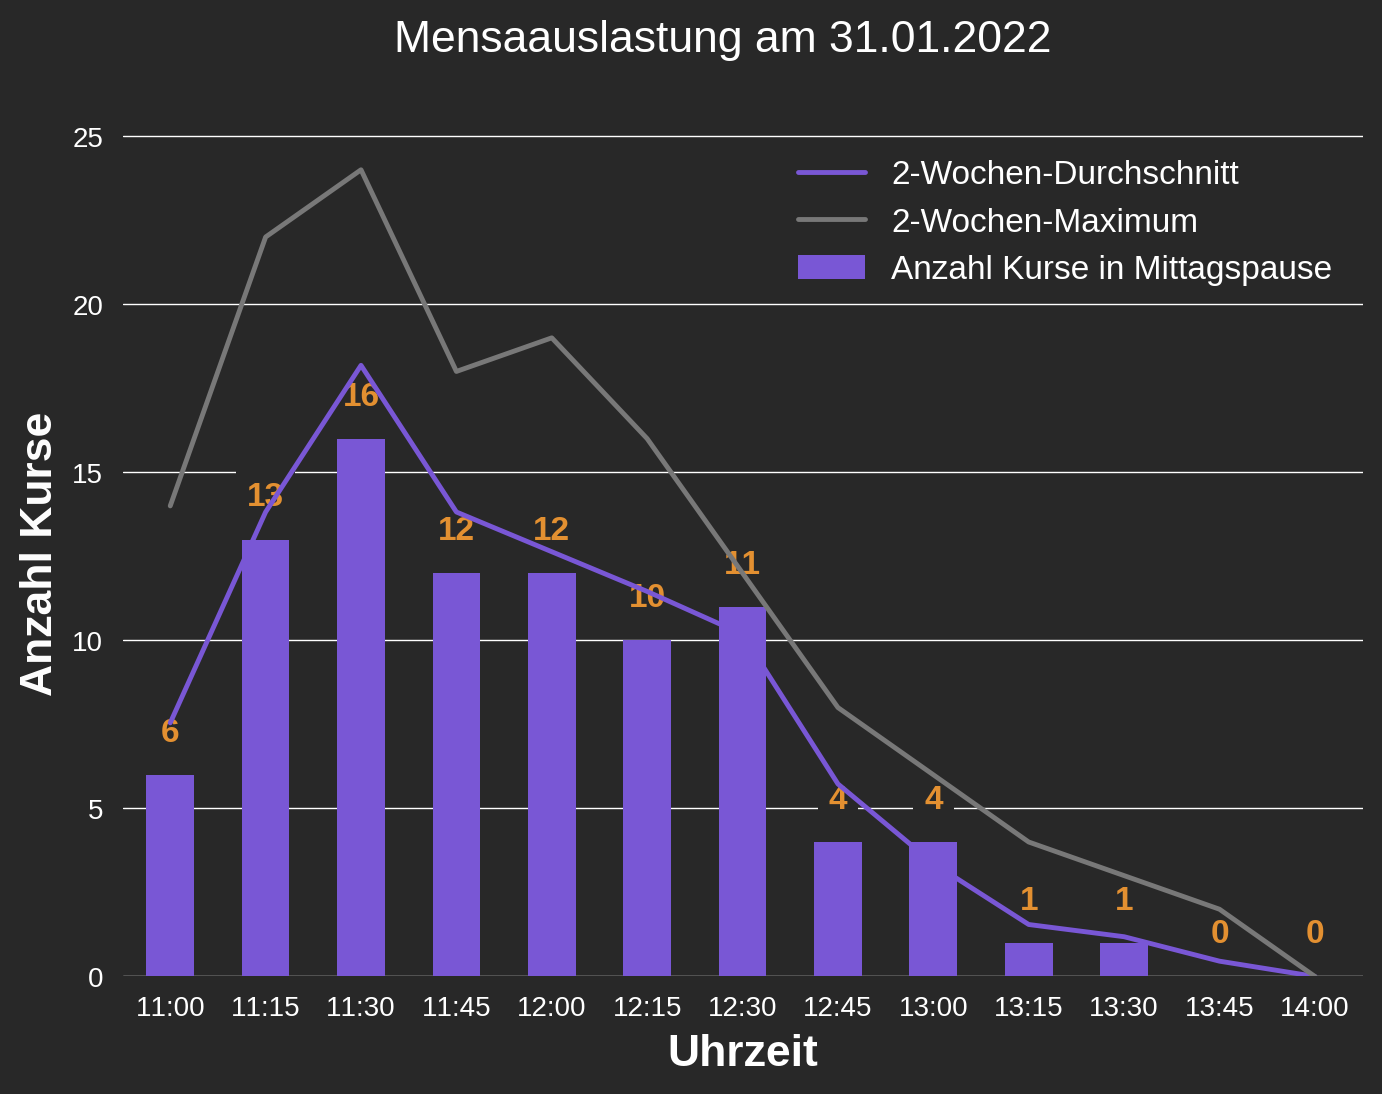 Mensaauslastung am 31.01.2022
25
20
15
10
5
0
Anzahl Kurse
2-Wochen-Durchschnitt
2-Wochen-Maximum
Anzahl Kurse in Mittagspause
6
13
16
12
12
10
11
4
4
1
1
0
0
11:00 11:15 11:30 11:45 12:00 12:15 12:30 12:45 13:00 13:15 13:30 13:45 14:00
Uhrzeit